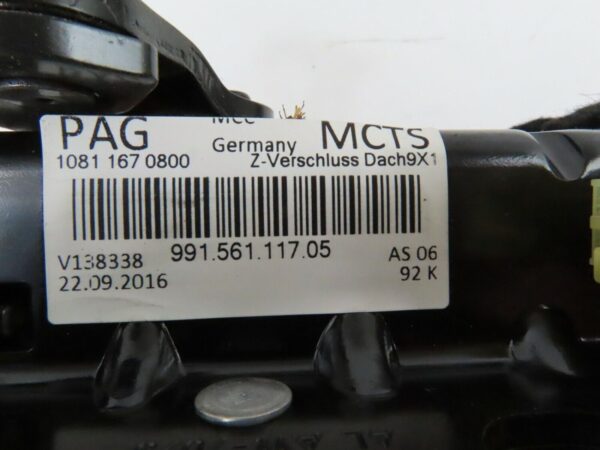 PAG Mcc MCTS
Germany
1081 167 0800 Z-Verschluss Dach9X1
991.561.117.05
V138338 AS 06
22.09.2016 92 K